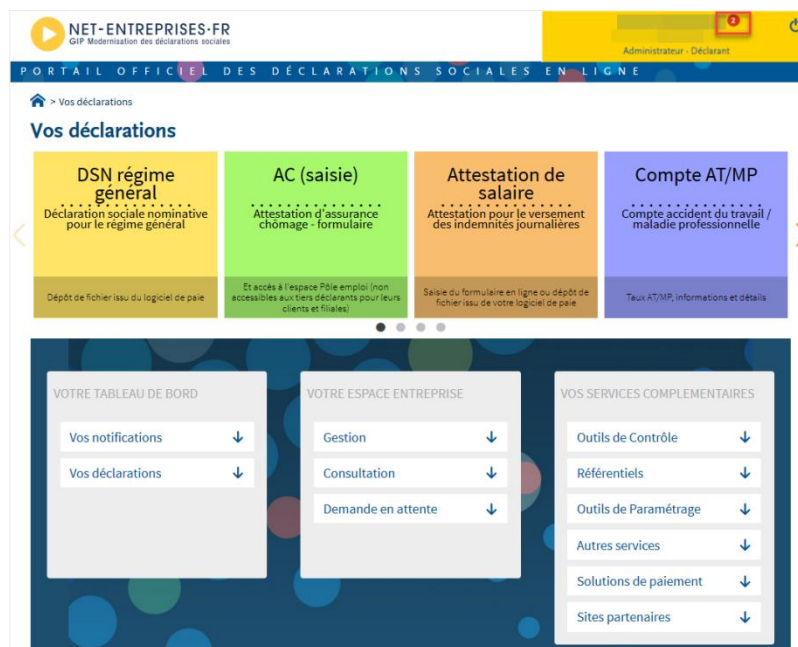 NET-ENTREPRISES·FR
GIP Modernisation des déclarations sociales
2
Administrateur - Déclarant
PORTAIL OFFICIEL DES DÉCLARATIONS SOCIALES EN LIGNE
> Vos déclarations
Vos déclarations
DSN régime
général
Déclaration sociale nominative
pour le régime général
Dépôt de fichier issu du logiciel de paie
AC (saisie)
Attestation d'assurance
chômage - formulaire
Et accès à l'espace Pôle emploi (non
accessibles aux tiers déclarants pour leurs
clients et filiales)
Attestation de
salaire
Attestation pour le versement
des indemnités journalières
Saisie du formulaire en ligne ou dépôt de
fichier issu de votre logiciel de paie
Compte AT/MP
Compte accident du travail /
maladie professionnelle
Taux AT/MP, informations et détails
VOTRE TABLEAU DE BORD
Vos notifications
Vos déclarations
VOTRE ESPACE ENTREPRISE
Gestion
Consultation
Demande en attente
VOS SERVICES COMPLEMENTAIRES
Outils de Contrôle
Référentiels
Outils de Paramétrage
Autres services
Solutions de paiement
Sites partenaires